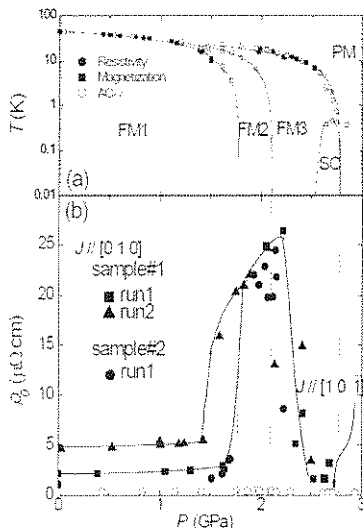 (a)
100
10
1
0.1
0.01
T(K)
Resistivity
Magnetization
PM
FM1
FM2
FM3
SC
(b)
J // [0 1 0]
sample#1
run1
run2
sample#2
run1
J // [1 0 1]
25
20
15
10
5
0
ρ₀ (μΩ cm)
0
1
2
3
P (GPa)